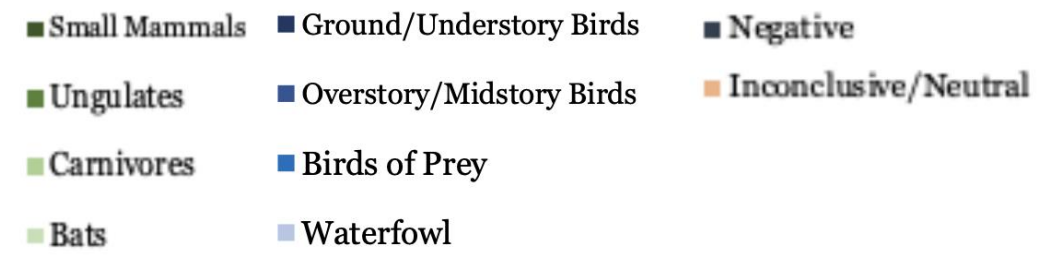 Small Mammals
Ungulates
Carnivores
Bats
Ground/Understory Birds
Overstory/Midstory Birds
Birds of Prey
Waterfowl
Negative
Inconclusive/Neutral